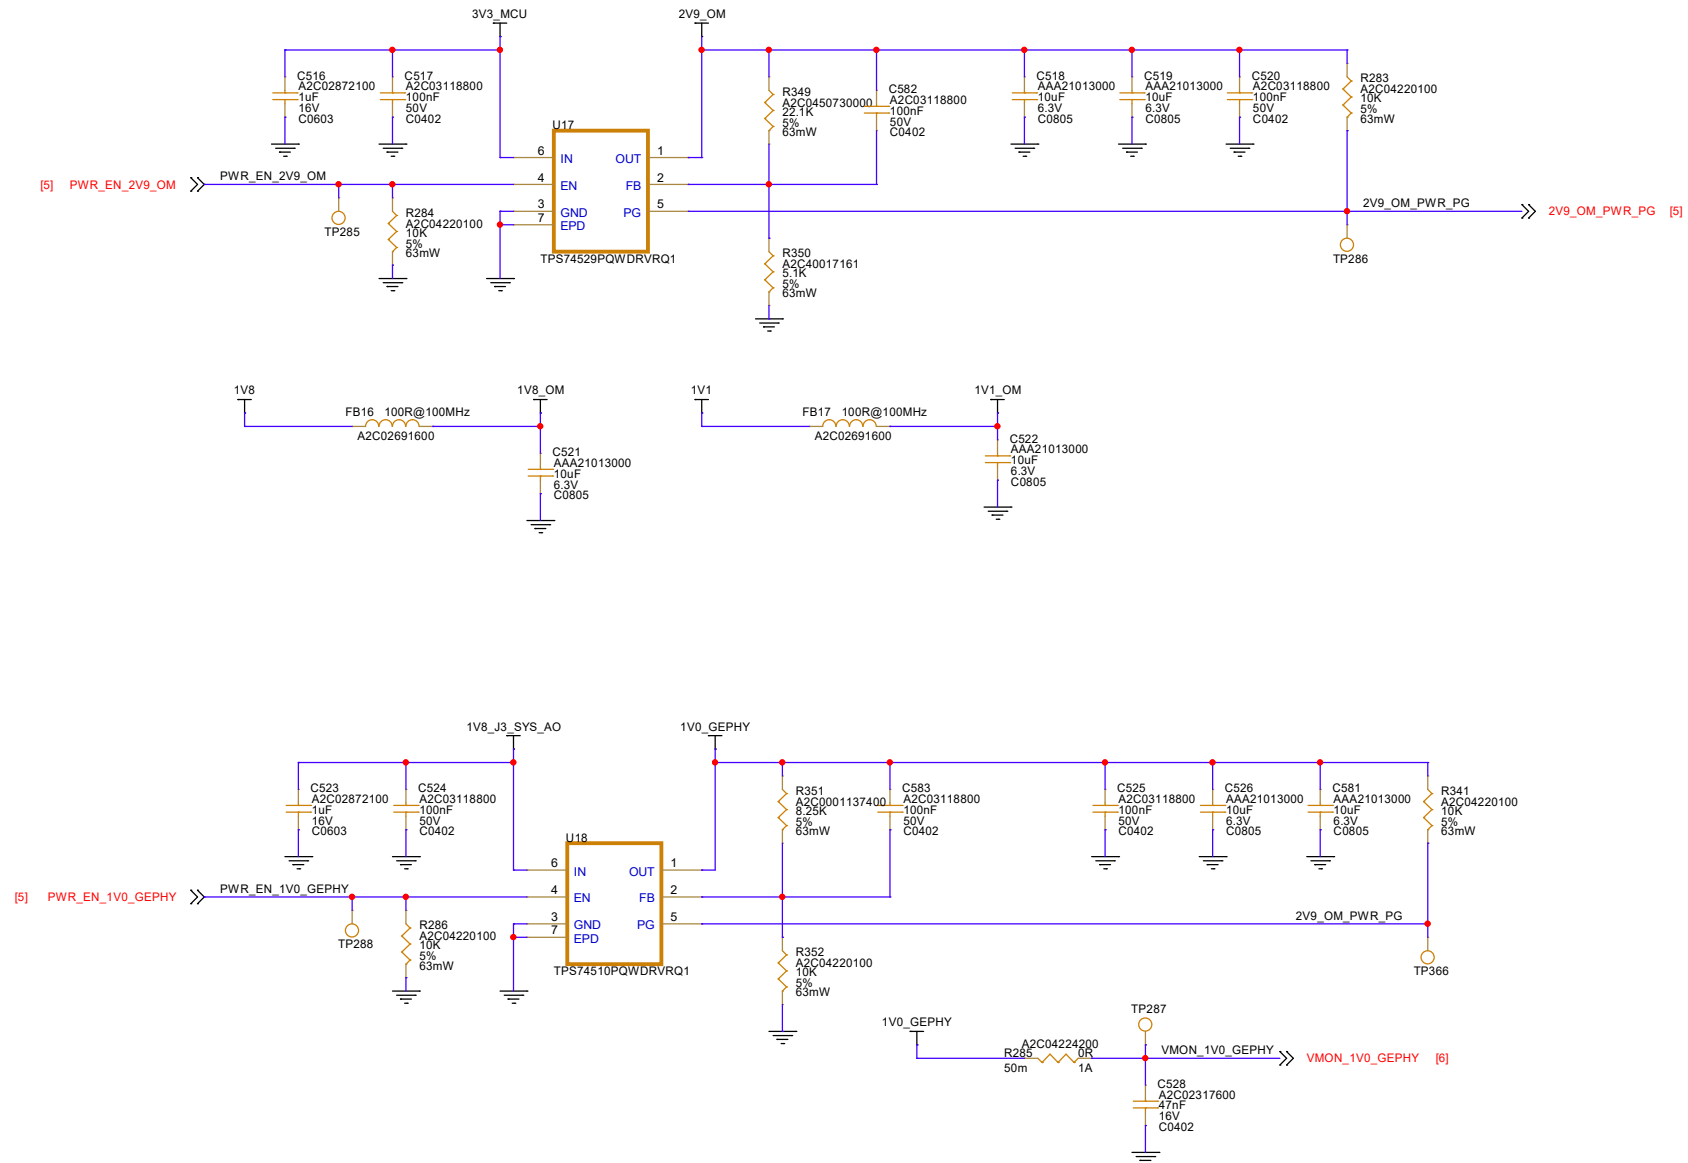 3V3_MCU
2V9_OM
C516
A2C02872100
1uF
16V
C0603
C517
A2C03118800
100nF
50V
C0402
R349
A2C0450730000
22.1K
5%
63mW
C582
A2C03118800
100nF
50V
C0402
C518
AAA21013000
10uF
6.3V
C0805
C519
AAA21013000
10uF
6.3V
C0805
C520
A2C03118800
100nF
50V
C0402
R283
A2C04220100
10K
5%
63mW
U17
6 IN OUT 1
4 EN FB 2
3 GND PG 5
7 EPD
TPS74529PQWDRVRQ1
[5] PWR_EN_2V9_OM
PWR_EN_2V9_OM
TP285
R284
A2C04220100
10K
5%
63mW
R350
A2C40017161
5.1K
5%
63mW
2V9_OM_PWR_PG
2V9_OM_PWR_PG [5]
TP286
1V8
1V8_OM
FB16 100R@100MHz
A2C02691600
C521
AAA21013000
10uF
6.3V
C0805
1V1
1V1_OM
FB17 100R@100MHz
A2C02691600
C522
AAA21013000
10uF
6.3V
C0805
1V8_J3_SYS_AO
1V0_GEPHY
C523
A2C02872100
1uF
16V
C0603
C524
A2C03118800
100nF
50V
C0402
R351
A2C0001137400
8.25K
5%
63mW
C583
A2C03118800
100nF
50V
C0402
C525
A2C03118800
100nF
50V
C0402
C526
AAA21013000
10uF
6.3V
C0805
C581
AAA21013000
10uF
6.3V
C0805
R341
A2C04220100
10K
5%
63mW
U18
6 IN OUT 1
4 EN FB 2
3 GND PG 5
7 EPD
TPS74510PQWDRVRQ1
[5] PWR_EN_1V0_GEPHY
PWR_EN_1V0_GEPHY
TP288
R286
A2C04220100
10K
5%
63mW
R352
A2C04220100
10K
5%
63mW
2V9_OM_PWR_PG
TP366
1V0_GEPHY
A2C04224200
R285 0R
50m 1A
TP287
VMON_1V0_GEPHY
VMON_1V0_GEPHY [6]
C528
A2C02317600
47nF
16V
C0402